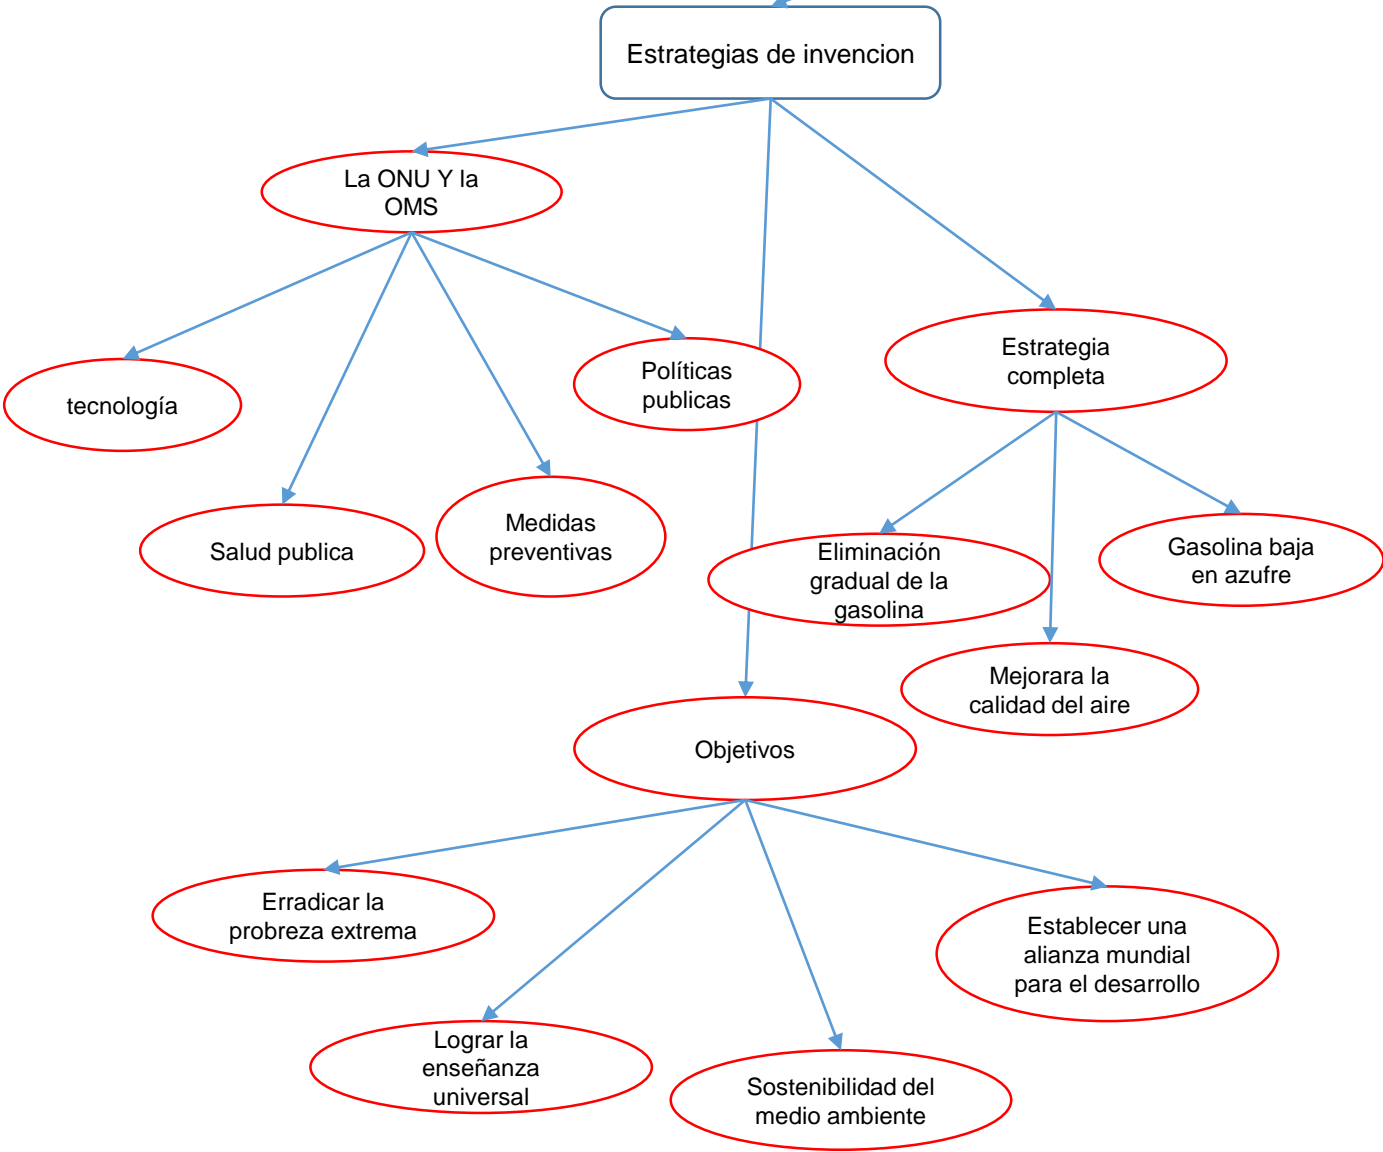 Estrategias de invencion
La ONU Y la
OMS
Estrategia
completa
Políticas
publicas
tecnología
Medidas
preventivas
Salud publica
Eliminación
gradual de la
gasolina
Gasolina baja
en azufre
Mejorara la
calidad del aire
Objetivos
Erradicar la
probreza extrema
Establecer una
alianza mundial
para el desarrollo
Lograr la
enseñanza
universal
Sostenibilidad del
medio ambiente